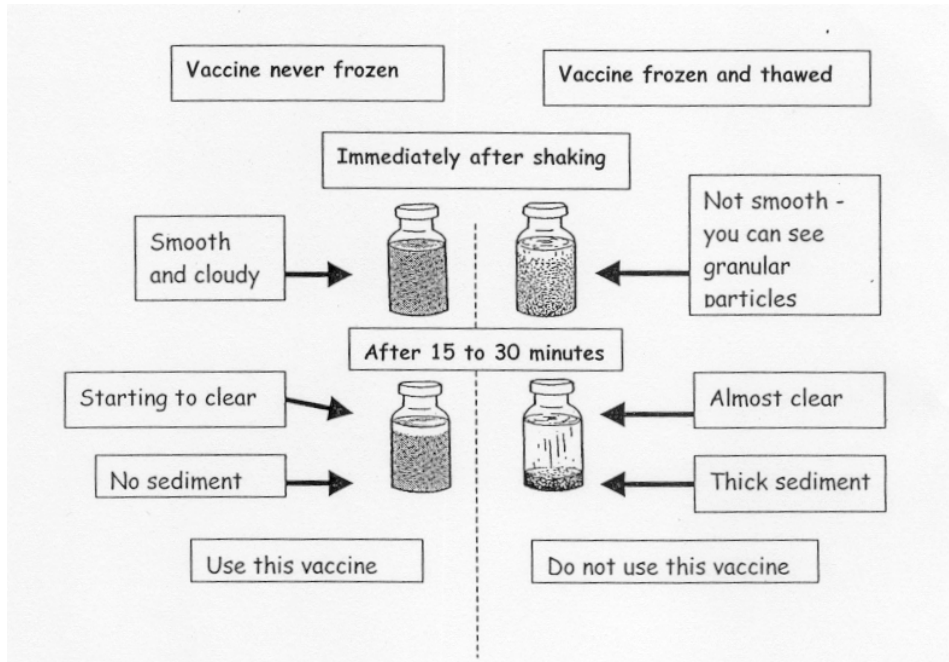 Vaccine never frozen
Vaccine frozen and thawed
Immediately after shaking
Smooth
and cloudy
Not smooth -
you can see
granular
particles
After 15 to 30 minutes
Starting to clear
Almost clear
No sediment
Thick sediment
Use this vaccine
Do not use this vaccine